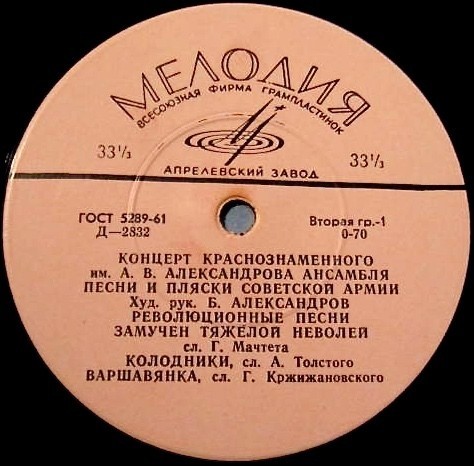 МЕЛОДИЯ
ВСЕСОЮЗНАЯ ФИРМА ГРАМПЛАСТИНОК
33⅓ 33⅓
АПРЕЛЕВСКИЙ ЗАВОД
ГОСТ 5289-61 Вторая гр.-1
Д—2832 0-70
КОНЦЕРТ КРАСНОЗНАМЕННОГО
им. А. В. АЛЕКСАНДРОВА АНСАМБЛЯ
ПЕСНИ И ПЛЯСКИ СОВЕТСКОЙ АРМИИ
Худ. рук. Б. АЛЕКСАНДРОВ
РЕВОЛЮЦИОННЫЕ ПЕСНИ
ЗАМУЧЕН ТЯЖЕЛОЙ НЕВОЛЕЙ
сл. Г. Мачтета
КОЛОДНИКИ, сл. А. Толстого
ВАРШАВЯНКА, сл. Г. Кржижановского